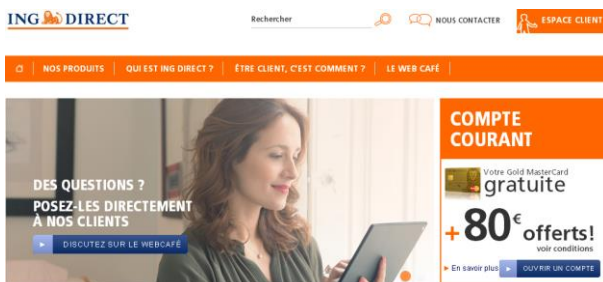 ING DIRECT
Rechercher
NOUS CONTACTER
ESPACE CLIENT
NOS PRODUITS
QUI EST ING DIRECT ?
ÊTRE CLIENT, C'EST COMMENT ?
LE WEB CAFÉ
DES QUESTIONS ?
POSEZ-LES DIRECTEMENT
À NOS CLIENTS
DISCUTEZ SUR LE WEBCAFÉ
COMPTE
COURANT
Votre Gold MasterCard
gratuite
+80€ offerts!
voir conditions
En savoir plus
OUVRIR UN COMPTE